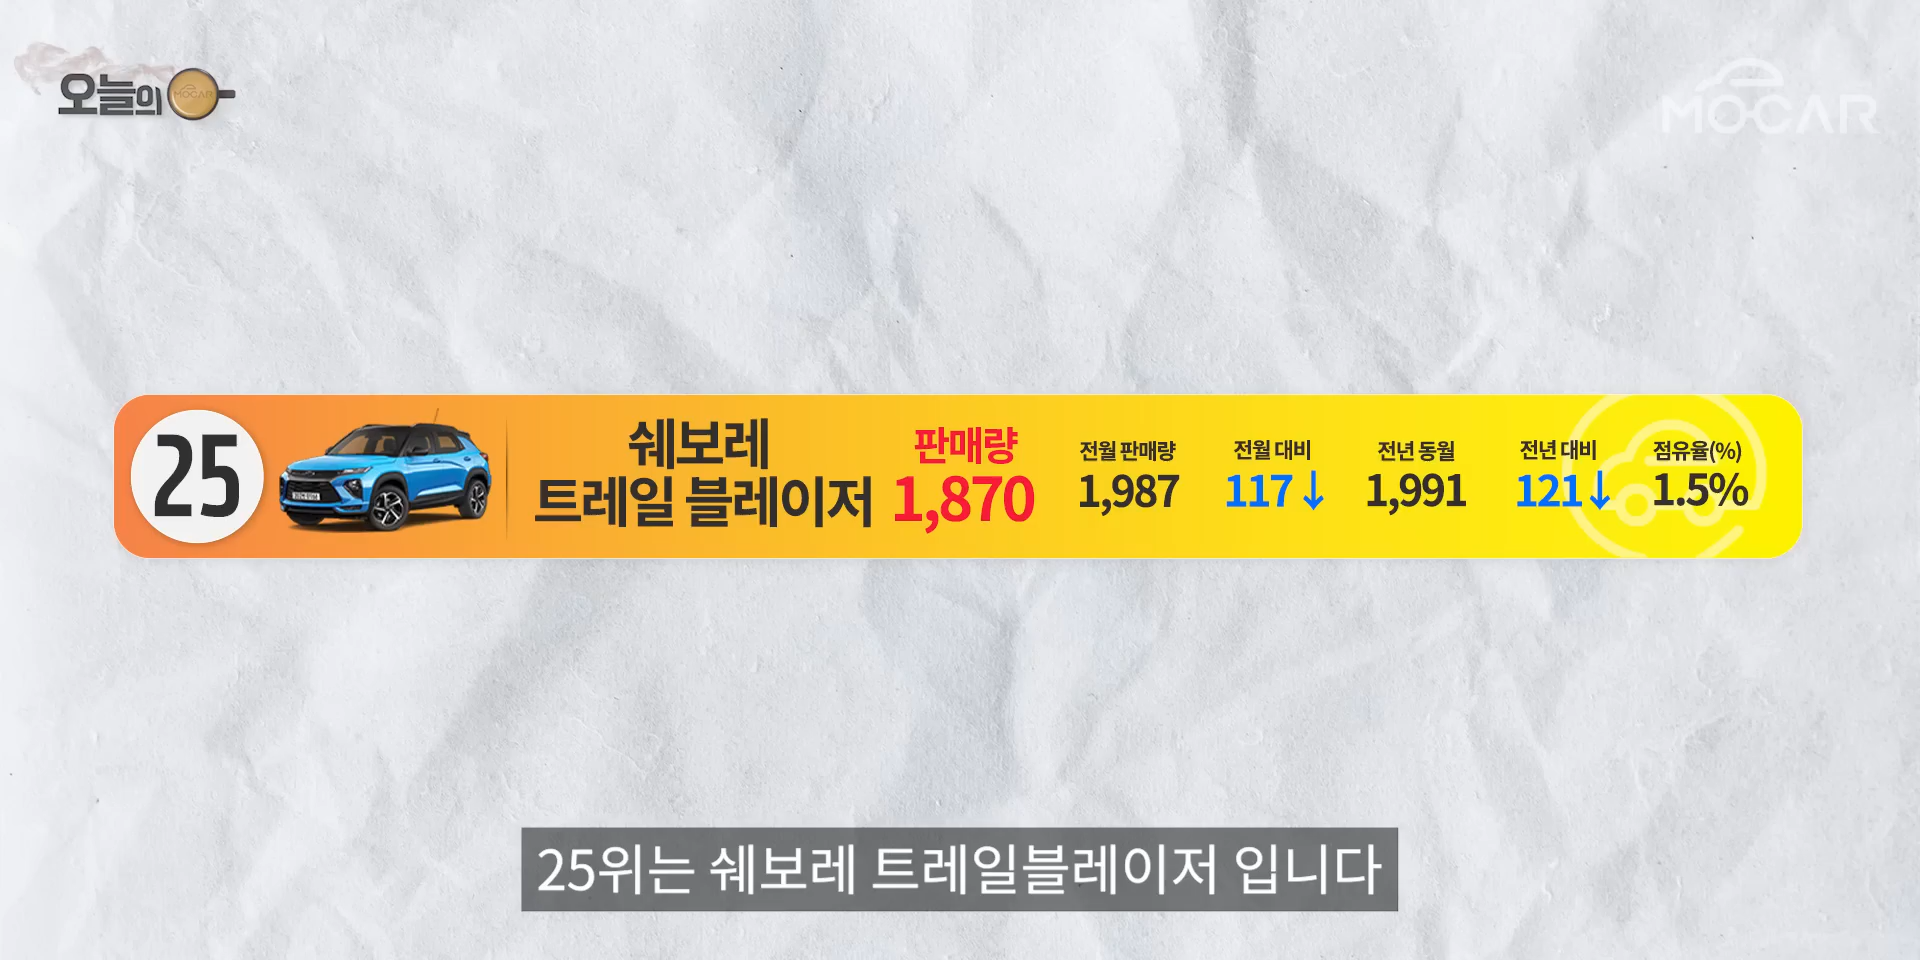 오늘의
MOCAR
MOCAR
25
쉐보레
트레일 블레이저
판매량
1,870
전월 판매량
1,987
전월 대비
117↓
전년 동월
1,991
전년 대비
121↓
점유율(%)
1.5%
25위는 쉐보레 트레일블레이저 입니다